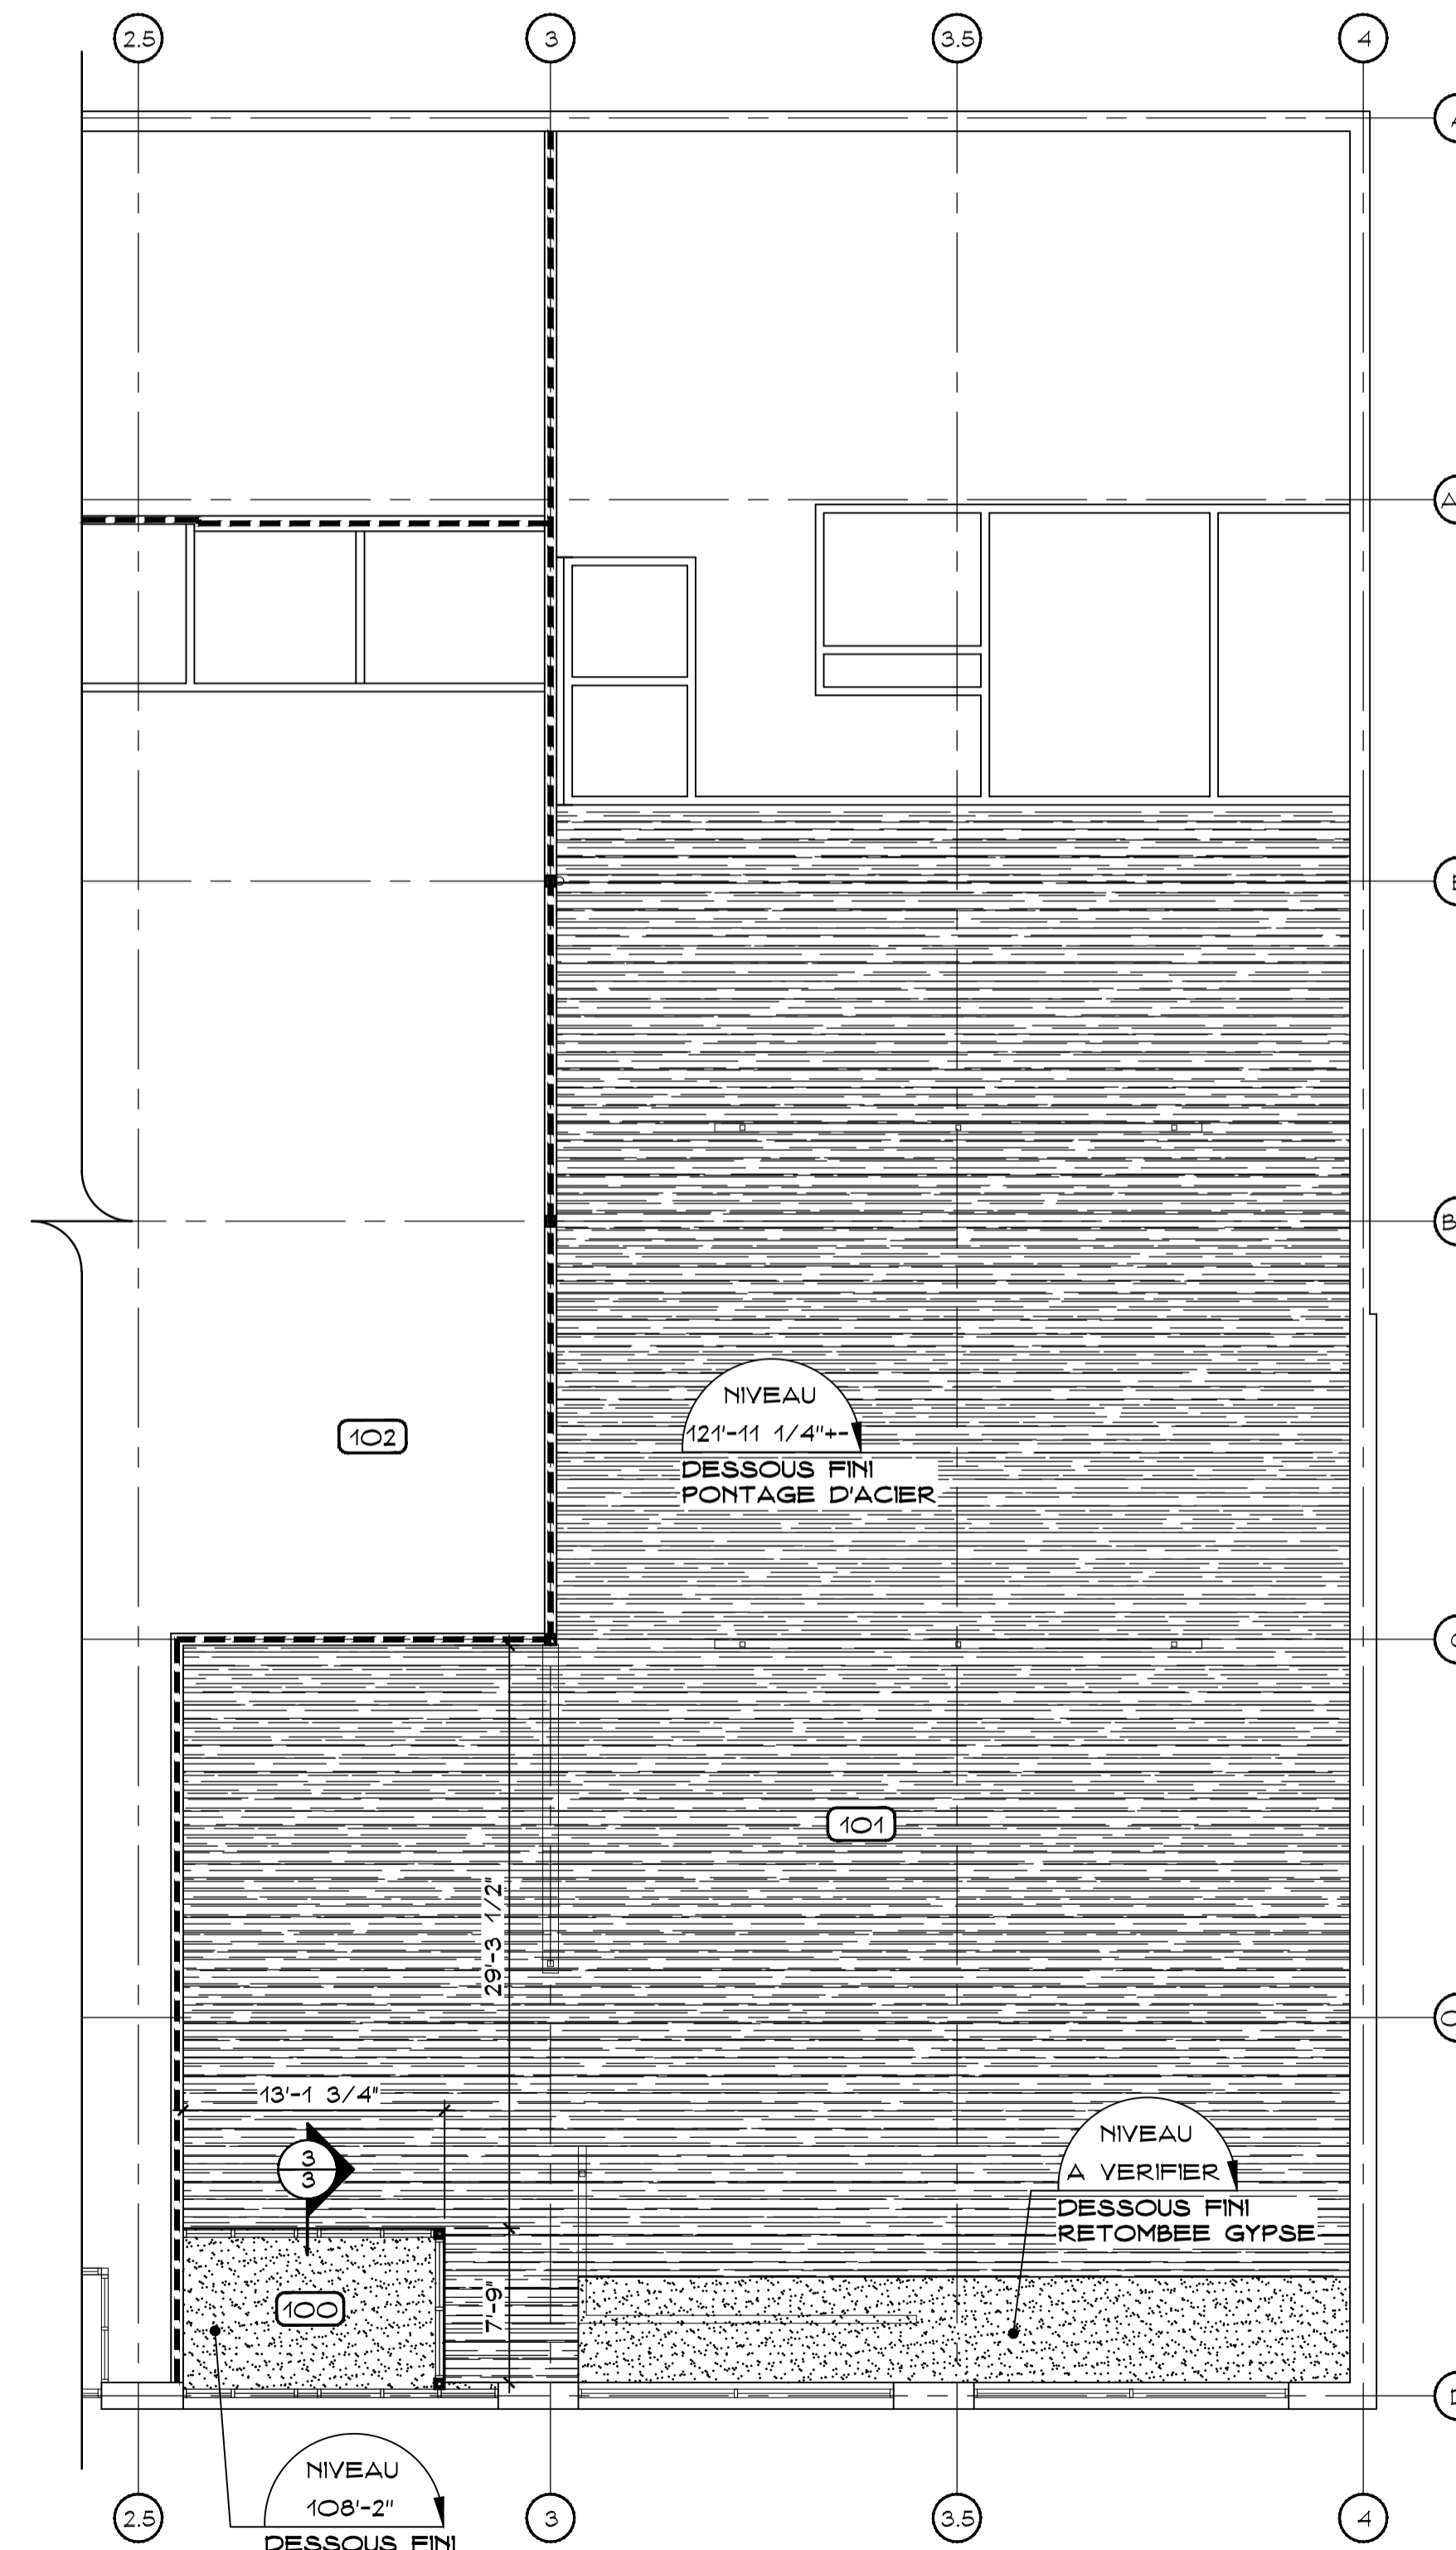 2.5
3
3.5
4
102
NIVEAU
121'-11 1/4"+-
DESSOUS FINI
PONTAGE D'ACIER
101
29'-3 1/2"
13'-1 3/4"
3
3
NIVEAU
A VERIFIER
DESSOUS FINI
RETOMBEE GYPSE
100
7'-9"
NIVEAU
108'-2"
DESSOUS FINI
2.5
3
3.5
4